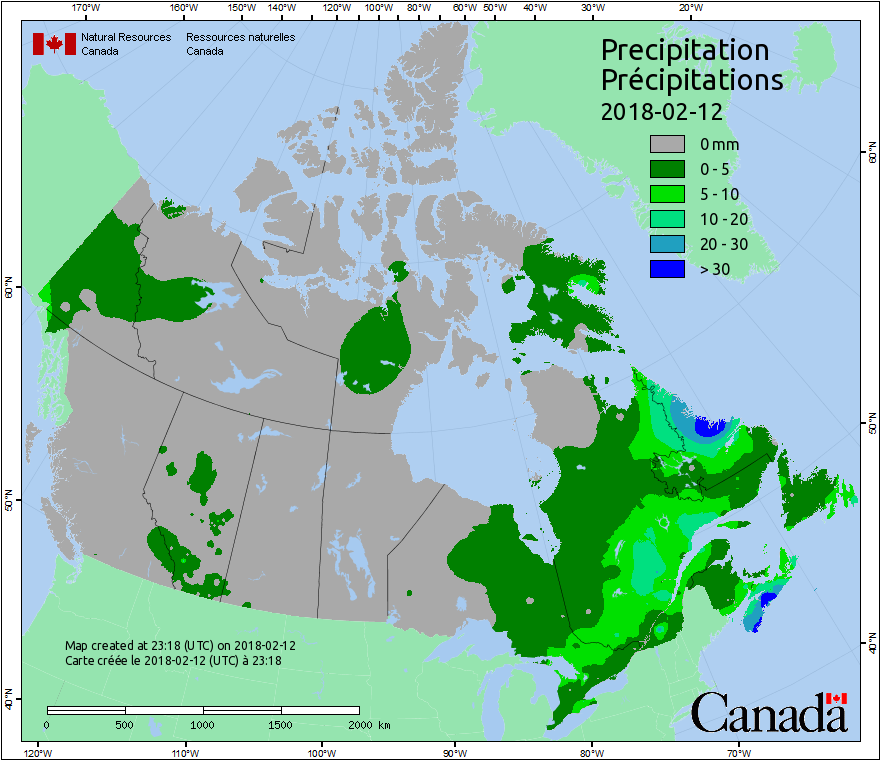 170°W 160°W 150°W 140°W 130°W 120°W 110°W 100°W 90°W 80°W 60°W 50°W 40°W 30°W 20°W
Natural Resources Ressources naturelles
Canada Canada
Precipitation
Précipitations
2018-02-12
0 mm
0 - 5
5 - 10
10 - 20
20 - 30
> 30
60°N
60°N
50°N
50°N
40°N
40°N
Map created at 23:18 (UTC) on 2018-02-12
Carte créée le 2018-02-12 (UTC) à 23:18
0 500 1000 1500 2000 km
Canada
120°W 110°W 100°W 90°W 80°W 70°W